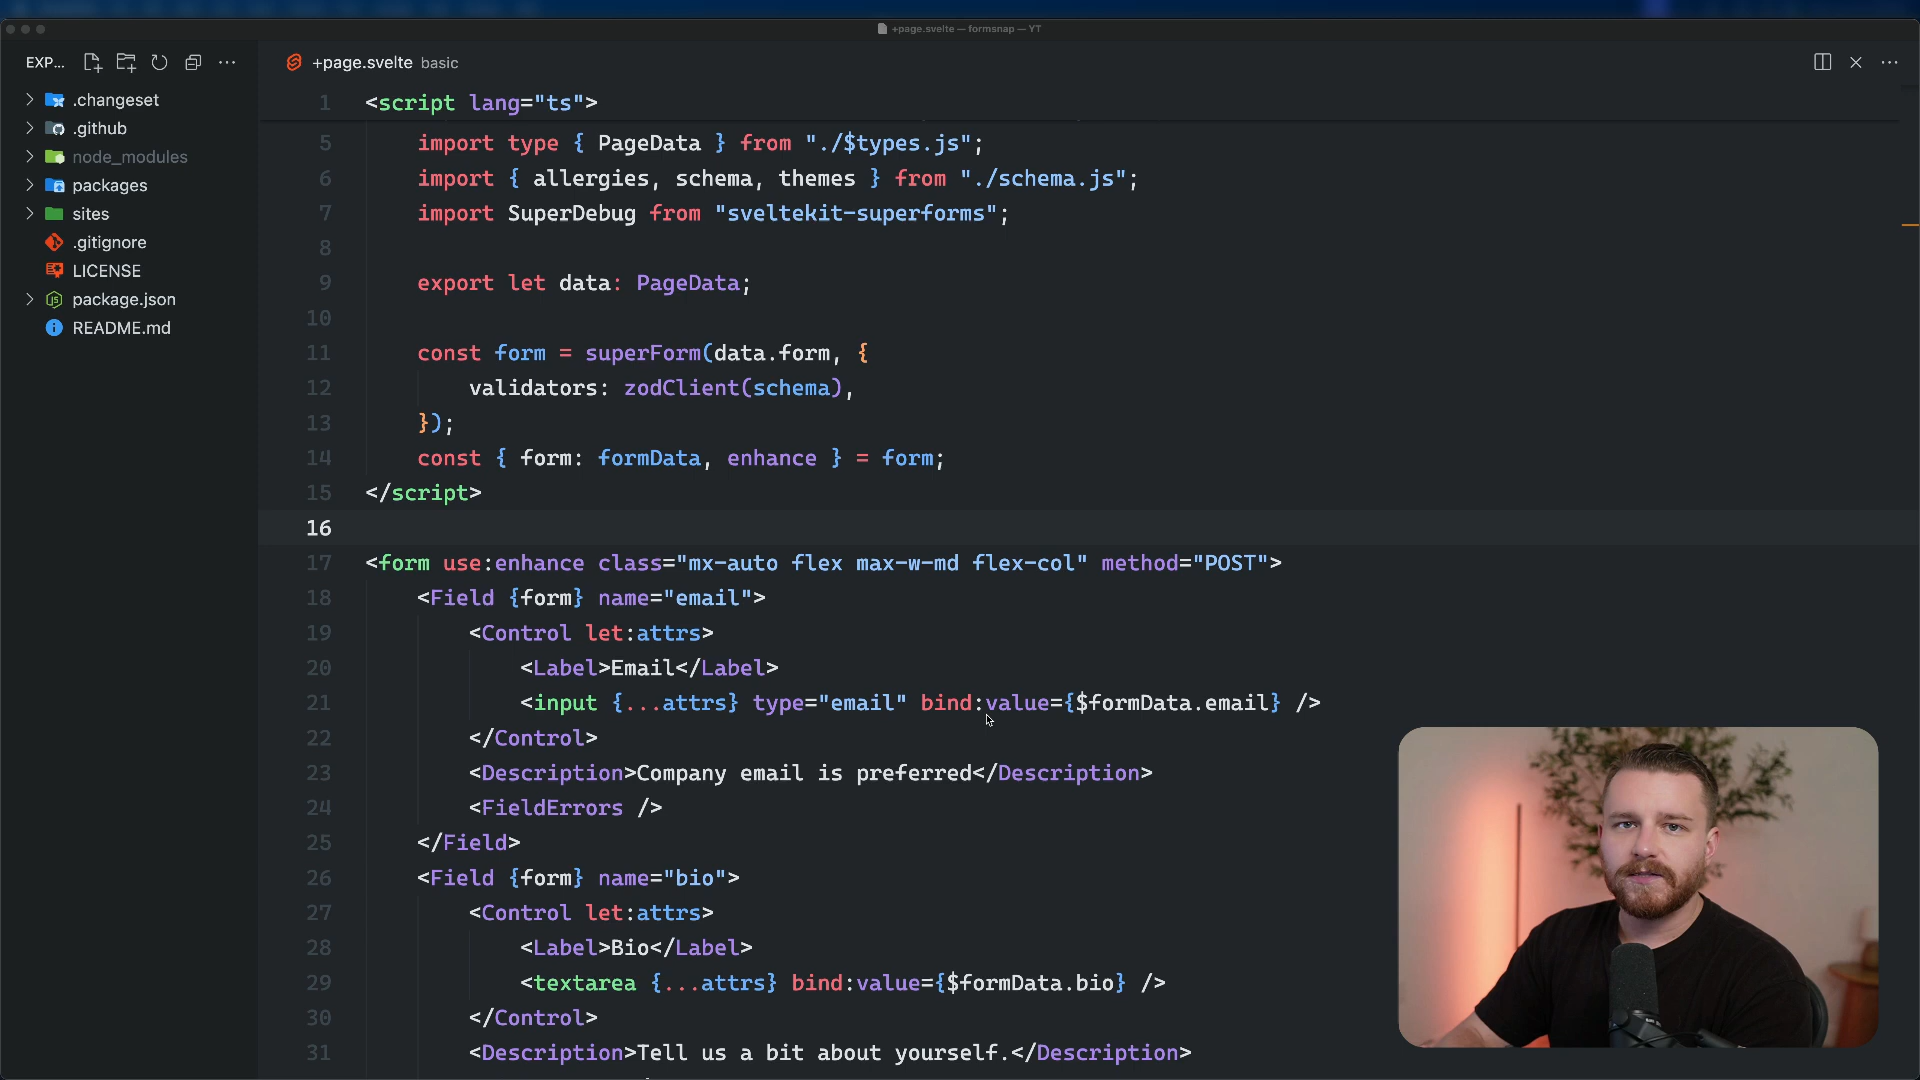 +page.svelte — formsnap — YT
EXP...
+page.svelte basic
.changeset
.github
node_modules
packages
sites
.gitignore
LICENSE
package.json
README.md
1 <script lang="ts">
5 import type { PageData } from "./$types.js";
6 import { allergies, schema, themes } from "./schema.js";
7 import SuperDebug from "sveltekit-superforms";
8
9 export let data: PageData;
10
11 const form = superForm(data.form, {
12 validators: zodClient(schema),
13 });
14 const { form: formData, enhance } = form;
15 </script>
16
17 <form use:enhance class="mx-auto flex max-w-md flex-col" method="POST">
18 <Field {form} name="email">
19 <Control let:attrs>
20 <Label>Email</Label>
21 <input {...attrs} type="email" bind:value={$formData.email} />
22 </Control>
23 <Description>Company email is preferred</Description>
24 <FieldErrors />
25 </Field>
26 <Field {form} name="bio">
27 <Control let:attrs>
28 <Label>Bio</Label>
29 <textarea {...attrs} bind:value={$formData.bio} />
30 </Control>
31 <Description>Tell us a bit about yourself.</Description>